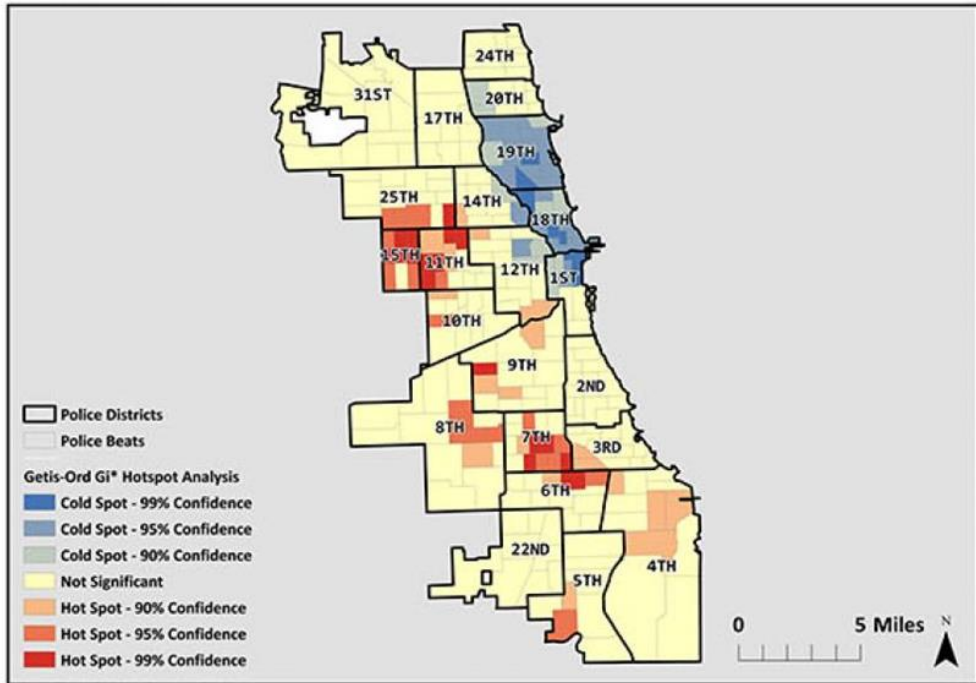 24TH
31ST
20TH
17TH
19TH
25TH
14TH
18TH
15TH
11TH
12TH
1ST
10TH
9TH
2ND
8TH
7TH
3RD
6TH
22ND
5TH
4TH
Police Districts
Police Beats
Getis-Ord Gi* Hotspot Analysis
Cold Spot - 99% Confidence
Cold Spot - 95% Confidence
Cold Spot - 90% Confidence
Not Significant
Hot Spot - 90% Confidence
Hot Spot - 95% Confidence
Hot Spot - 99% Confidence
0 5 Miles
N